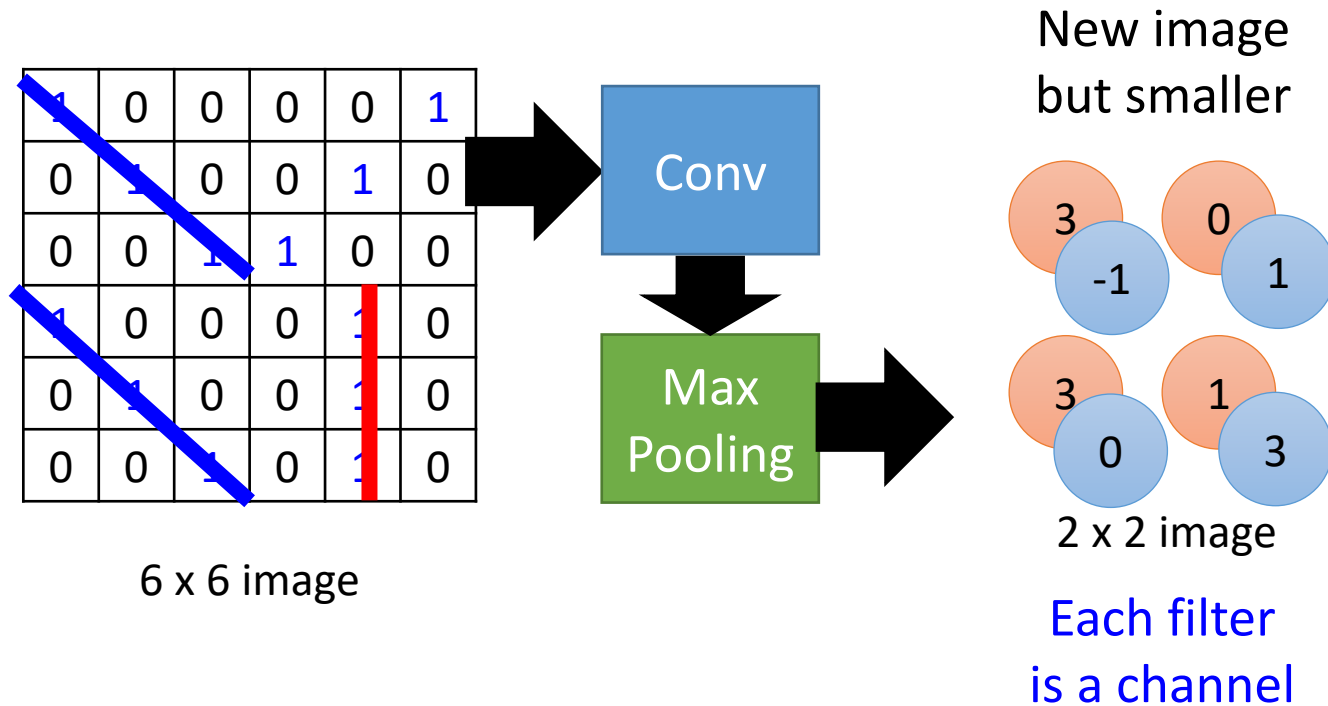 New image
but smaller
1 0 0 0 0 1
0 1 0 0 1 0
0 0 1 1 0 0
1 0 0 0 1 0
0 1 0 0 1 0
0 0 1 0 1 0
6 x 6 image
Conv
Max
Pooling
3 0
-1 1
3 1
0 3
2 x 2 image
Each filter
is a channel